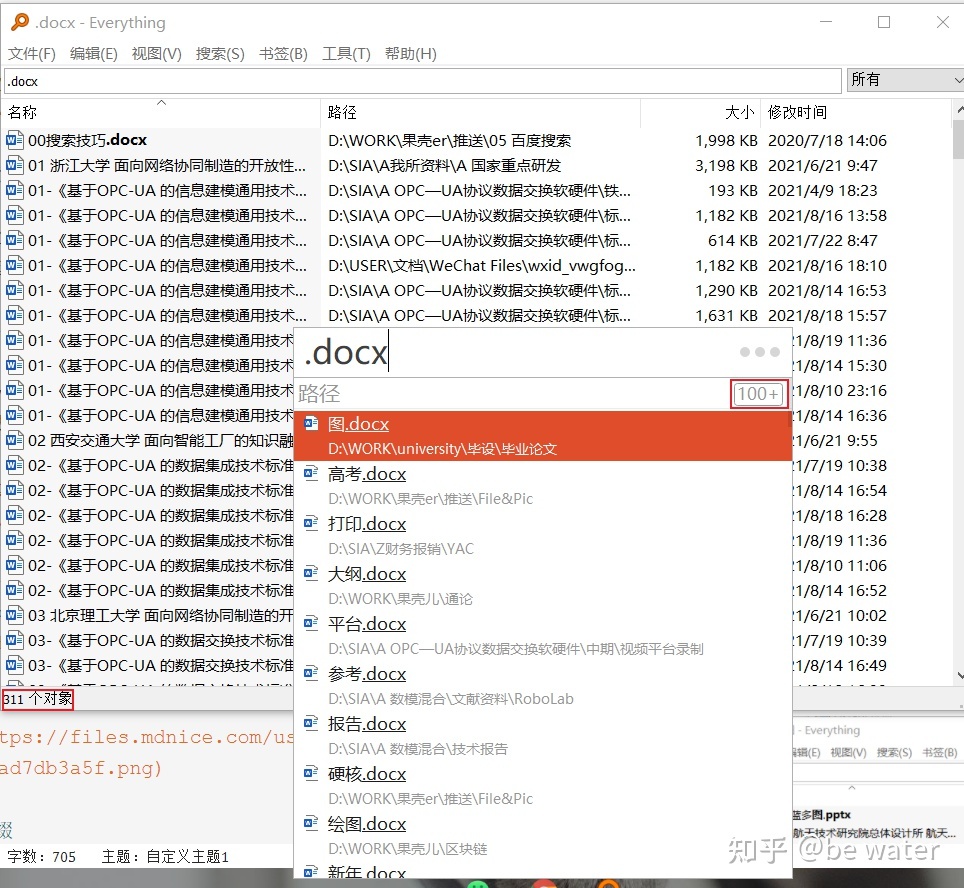 .docx - Everything
文件(F) 编辑(E) 视图(V) 搜索(S) 书签(B) 工具(T) 帮助(H)
.docx 所有
名称 路径 大小 修改时间
00搜索技巧.docx D:\WORK\果壳er\推送\05 百度搜索 1,998 KB 2020/7/18 14:06
01 浙江大学 面向网络协同制造的开放性... D:\SIA\A我所资料\A 国家重点研发 3,198 KB 2021/6/21 9:47
01-《基于OPC-UA 的信息建模通用技术... D:\SIA\A OPC—UA协议数据交换软硬件\铁... 193 KB 2021/4/9 18:23
01-《基于OPC-UA 的信息建模通用技术... D:\SIA\A OPC—UA协议数据交换软硬件\标... 1,182 KB 2021/8/16 13:58
01-《基于OPC-UA 的信息建模通用技术... D:\SIA\A OPC—UA协议数据交换软硬件\标... 614 KB 2021/7/22 8:47
01-《基于OPC-UA 的信息建模通用技术... D:\USER\文档\WeChat Files\wxid_vwgfog... 1,182 KB 2021/8/16 18:10
01-《基于OPC-UA 的信息建模通用技术... D:\SIA\A OPC—UA协议数据交换软硬件\标... 1,290 KB 2021/8/14 16:53
01-《基于OPC-UA 的信息建模通用技术... D:\SIA\A OPC—UA协议数据交换软硬件\标... 1,631 KB 2021/8/18 15:57
01-《基于OPC-UA 的信息建模通用技 21/8/19 11:36
01-《基于OPC-UA 的信息建模通用技 21/8/14 15:30
01-《基于OPC-UA 的信息建模通用技 21/8/10 23:16
01-《基于OPC-UA 的信息建模通用技 21/8/14 16:36
02 西安交通大学 面向智能工厂的知识融 21/6/21 9:55
02-《基于OPC-UA 的数据集成技术标准 21/7/19 10:38
02-《基于OPC-UA 的数据集成技术标准 21/8/14 16:54
02-《基于OPC-UA 的数据集成技术标准 21/8/18 16:28
02-《基于OPC-UA 的数据集成技术标准 21/8/19 11:36
02-《基于OPC-UA 的数据集成技术标准 21/8/10 11:06
02-《基于OPC-UA 的数据集成技术标准 21/8/14 16:52
03 北京理工大学 面向网络协同制造的开 21/6/21 10:02
03-《基于OPC-UA 的数据交换技术标准 21/7/19 10:39
03-《基于OPC-UA 的数据交换技术标准 21/8/14 16:49
311 个对象
.docx
路径 100+
图.docx
D:\WORK\university\毕设\毕业论文
高考.docx
D:\WORK\果壳er\推送\File&Pic
打印.docx
D:\SIA\Z财务报销\YAC
大纲.docx
D:\WORK\果壳儿\通论
平台.docx
D:\SIA\A OPC—UA协议数据交换软硬件\中期\视频平台录制
参考.docx
D:\SIA\A 数模混合\文献资料\RoboLab
报告.docx
D:\SIA\A 数模混合\技术报告
硬核.docx
D:\WORK\果壳er\推送\File&Pic
绘图.docx
D:\WORK\果壳儿\区块链
新年.docx
tps://files.mdnice.com/us
ad7db3a5f.png)
缀
字数：705 主题：自定义主题1
- Everything
编辑(E) 视图(V) 搜索(S) 书签(B)
蓝多图.pptx
航天技术研究院总体设计所 航天...
知乎 @be water